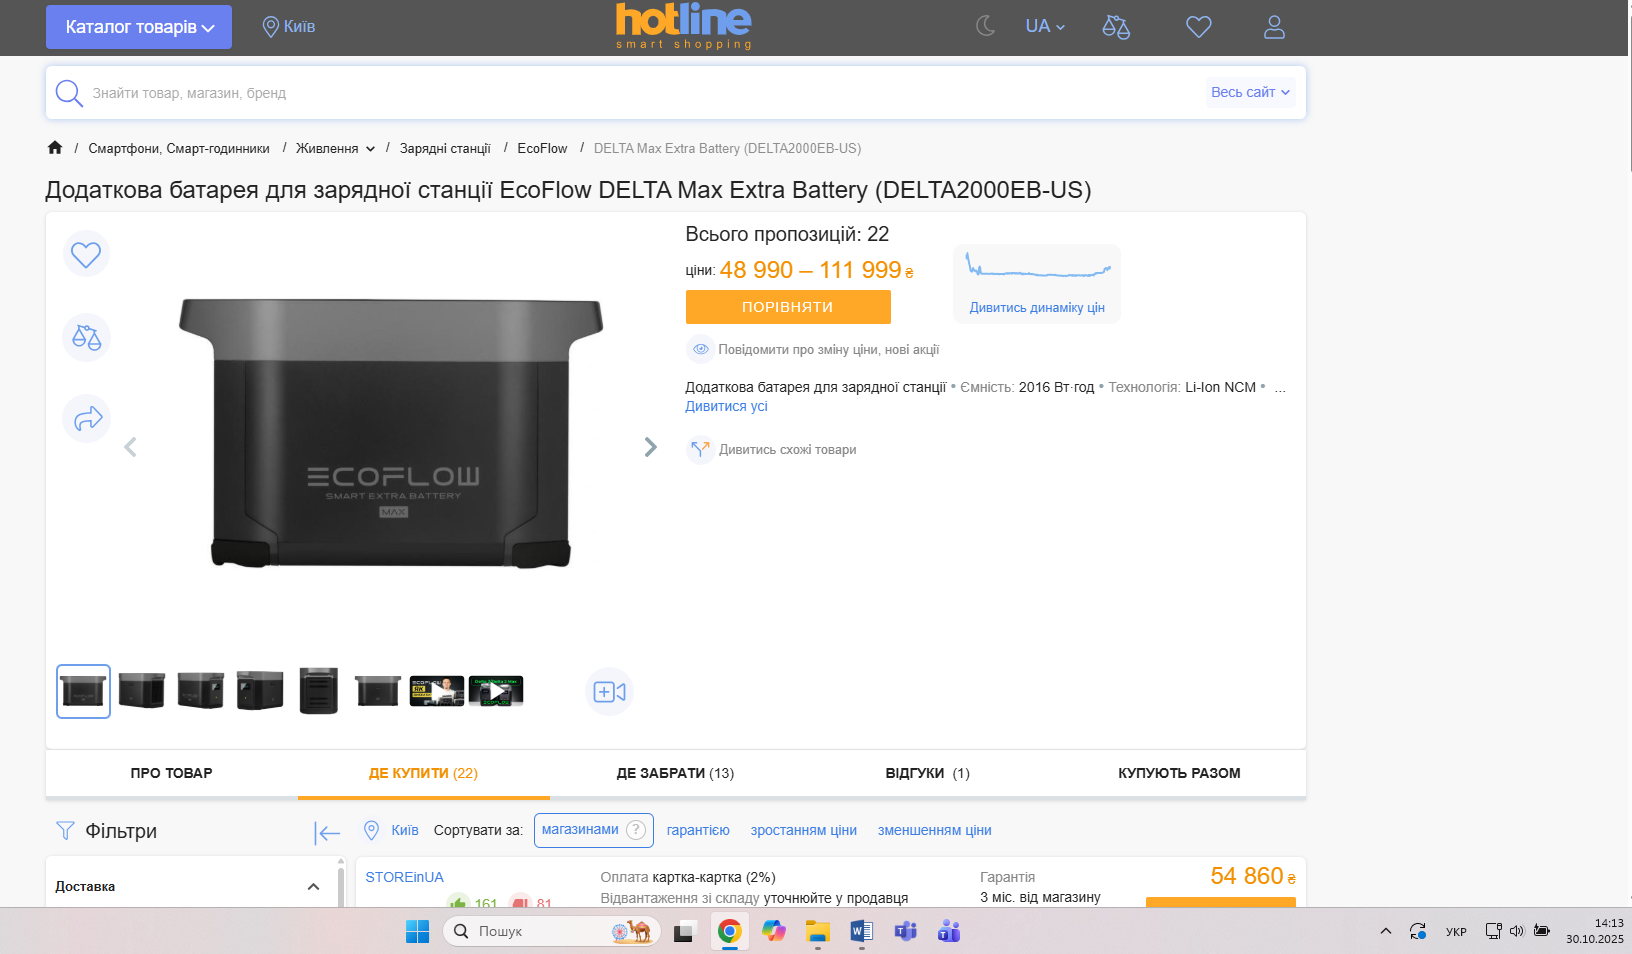 Каталог товарів
Київ
hotline
smart shopping
UA
Знайти товар, магазин, бренд
Весь сайт
/ Смартфони, Смарт-годинники / Живлення / Зарядні станції / EcoFlow / DELTA Max Extra Battery (DELTA2000EB-US)
Додаткова батарея для зарядної станції EcoFlow DELTA Max Extra Battery (DELTA2000EB-US)
Всього пропозицій: 22
ціни: 48 990 – 111 999 ₴
ПОРІВНЯТИ
Дивитись динаміку цін
Повідомити про зміну ціни, нові акції
Додаткова батарея для зарядної станції • Ємність: 2016 Вт·год • Технологія: Li-Ion NCM • ...
Дивитися усі
Дивитись схожі товари
ECOFLOW
SMART EXTRA BATTERY
MAX
ПРО ТОВАР
ДЕ КУПИТИ (22)
ДЕ ЗАБРАТИ (13)
ВІДГУКИ (1)
КУПУЮТЬ РАЗОМ
Фільтри
Київ
Сортувати за:
магазинами ?
гарантією
зростанням ціни
зменшенням ціни
Доставка
STOREinUA
161
81
Оплата картка-картка (2%)
Відвантаження зі складу уточнюйте у продавця
Гарантія
3 міс. від магазину
54 860 ₴
Пошук
УКР
14:13
30.10.2025